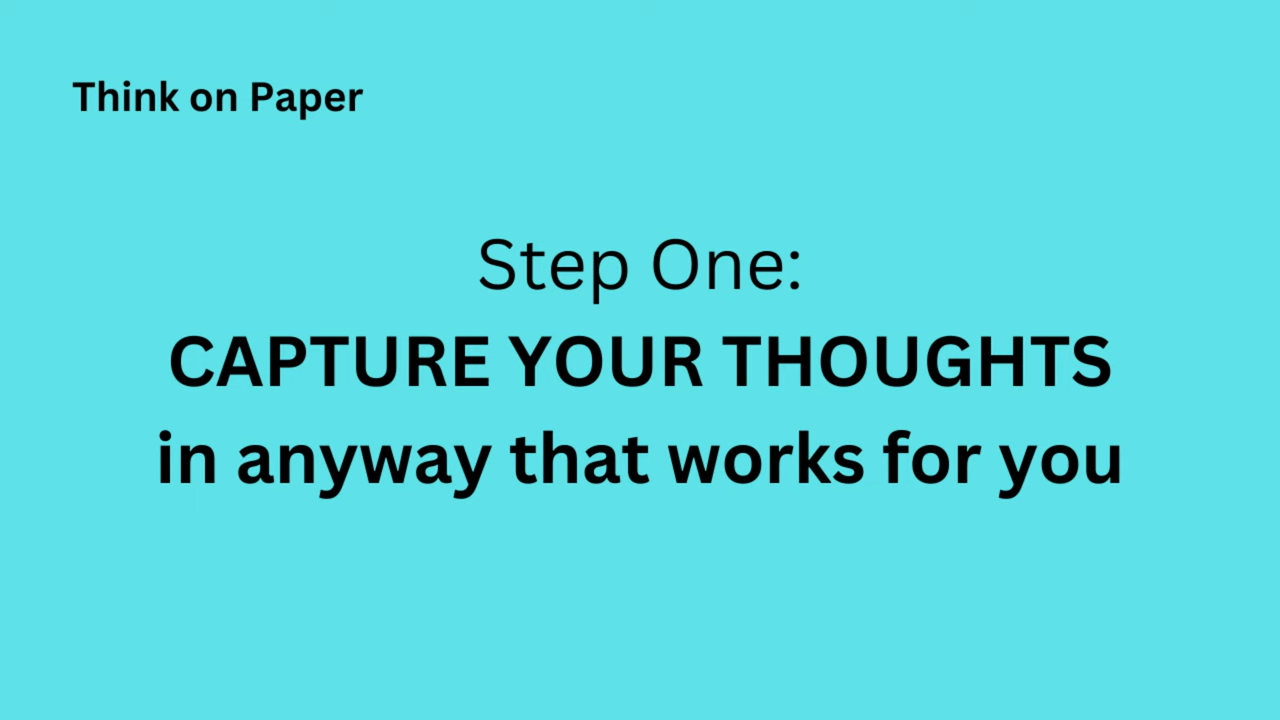 Think on Paper
Step One:
CAPTURE YOUR THOUGHTS
in anyway that works for you